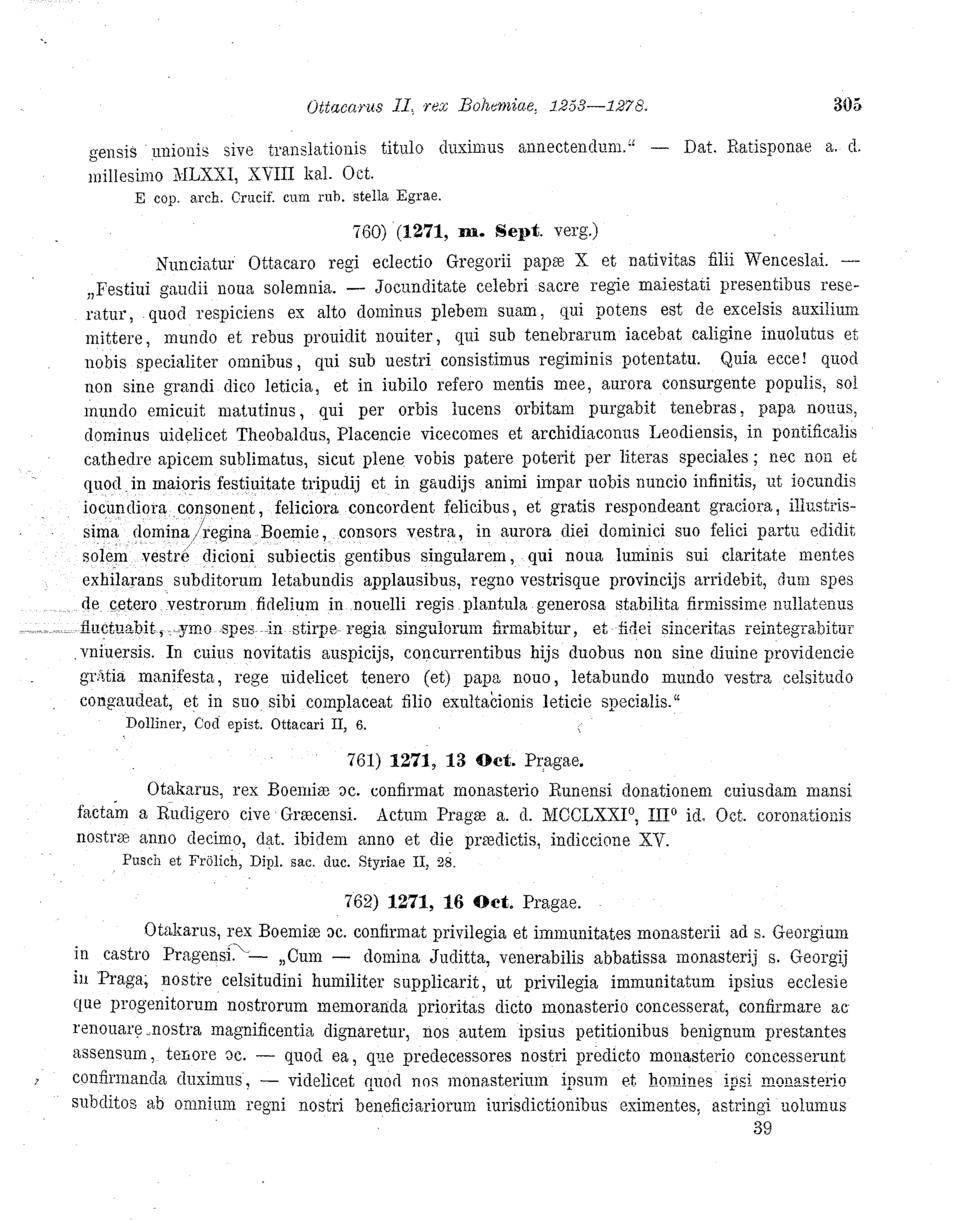 Ottacarus II, rex Bohemiae, 1253—1278. 305
gensis unionis sive translationis titulo duximus annectendum.“ — Dat. Ratisponae a. d.
millesimo MLXXI, XVIII kal. Oct.
E cop. arch. Crucif. cum rub. stella Egrae.
760) (1271, m. Sept. verg.)
Nunciatur Ottacaro regi eclectio Gregorii papæ X et nativitas filii Wenceslai. —
„Festiui gaudii noua solemnia. — Jocunditate celebri sacre regie maiestati presentibus rese-
ratur, quod respiciens ex alto dominus plebem suam, qui potens est de excelsis auxilium
mittere, mundo et rebus prouidit nouiter, qui sub tenebrarum iacebat caligine inuolutus et
nobis specialiter omnibus, qui sub uestri consistimus regiminis potentatu. Quia ecce! quod
non sine grandi dico leticia, et in iubilo refero mentis mee, aurora consurgente populis, sol
mundo emicuit matutinus, qui per orbis lucens orbitam purgabit tenebras, papa nouus,
dominus uidelicet Theobaldus, Placencie vicecomes et archidiaconus Leodiensis, in pontificalis
cathedre apicem sublimatus, sicut plene vobis patere poterit per literas speciales; nec non et
quod in maioris festiuitate tripudij et in gaudijs animi impar uobis nuncio infinitis, ut iocundis
iocundiora consonent, feliciora concordent felicibus, et gratis respondeant graciora, illustris-
sima domina regina Boemie, consors vestra, in aurora diei dominici suo felici partu edidit
solem vestre dicioni subiectis gentibus singularem, qui noua luminis sui claritate mentes
exhilarans subditorum letabundis applausibus, regno vestrisque provincijs arridebit, dum spes
de cetero vestrorum fidelium in nouelli regis plantula generosa stabilita firmissime nullatenus
fluctuabit, ymo spes in stirpe regia singulorum firmabitur, et fidei sinceritas reintegrabitur
vniuersis. In cuius novitatis auspicijs, concurrentibus hijs duobus non sine diuine providencie
gratia manifesta, rege uidelicet tenero (et) papa nouo, letabundo mundo vestra celsitudo
congaudeat, et in suo sibi complaceat filio exultacionis leticie specialis.“
Dolliner, Cod epist. Ottacari II, 6.
761) 1271, 13 Oct. Pragae.
Otakarus, rex Boemiæ ↄc. confirmat monasterio Runensi donationem cuiusdam mansi
factam a Rudigero cive Græcensi. Actum Pragæ a. d. MCCLXXI⁰, III⁰ id. Oct. coronationis
nostræ anno decimo, dat. ibidem anno et die prædictis, indiccione XV.
Pusch et Frölich, Dipl. sac. duc. Styriae II, 28.
762) 1271, 16 Oct. Pragae.
Otakarus, rex Boemiæ ↄc. confirmat privilegia et immunitates monasterii ad s. Georgium
in castro Pragensi. — „Cum — domina Juditta, venerabilis abbatissa monasterij s. Georgij
in Praga, nostre celsitudini humiliter supplicarit, ut privilegia immunitatum ipsius ecclesie
que progenitorum nostrorum memoranda prioritas dicto monasterio concesserat, confirmare ac
renouare nostra magnificentia dignaretur, nos autem ipsius petitionibus benignum prestantes
assensum, tenore ↄc. — quod ea, que predecessores nostri predicto monasterio concesserunt
confirmanda duximus, — videlicet quod nos monasterium ipsum et homines ipsi monasterio
subditos ab omnium regni nostri beneficiariorum iurisdictionibus eximentes, astringi uolumus
39